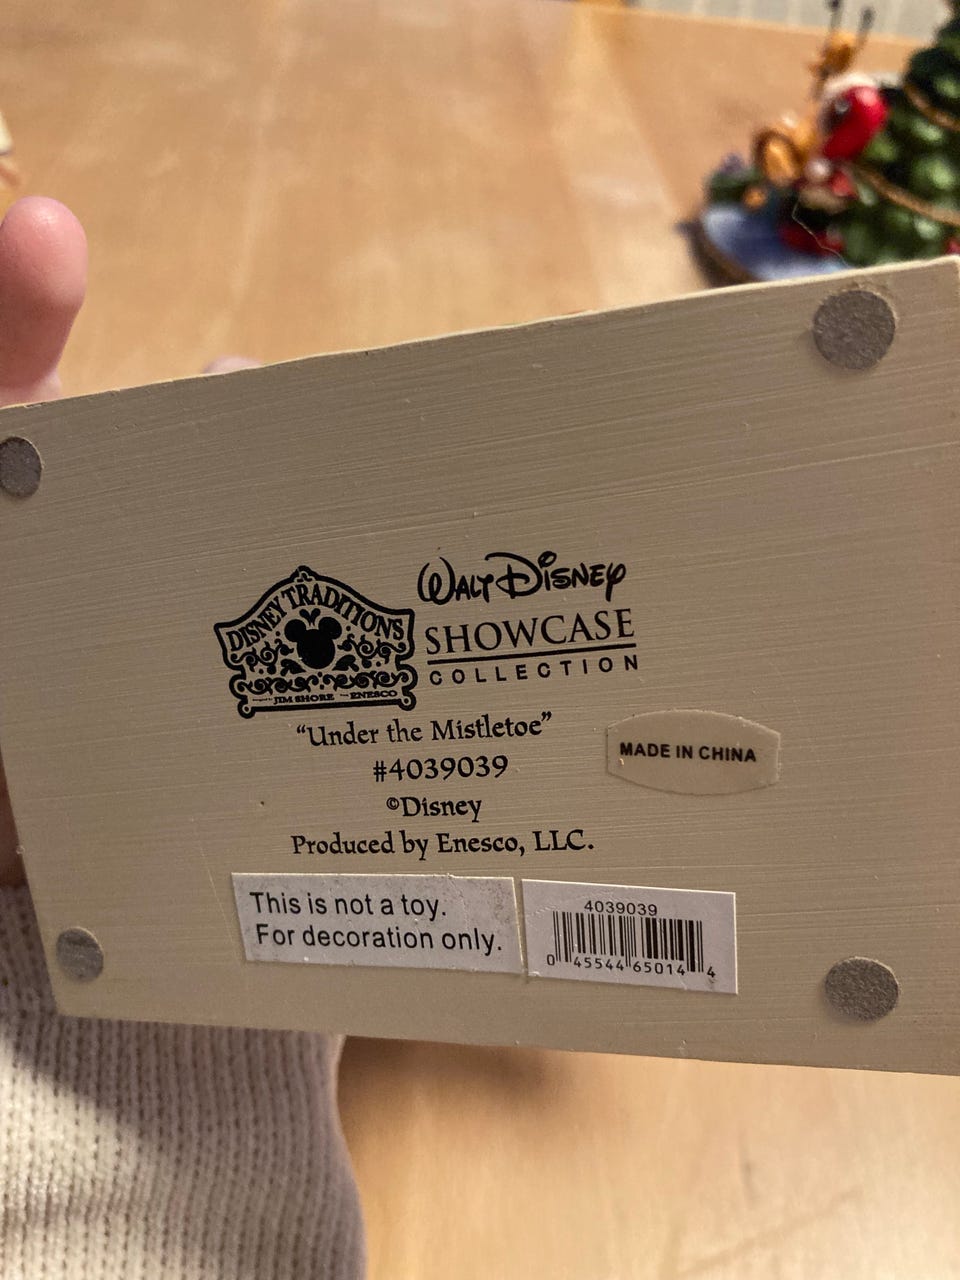 DISNEY TRADITIONS
JIM SHORE ENESCO
WALT DISNEY
SHOWCASE
COLLECTION
“Under the Mistletoe”
#4039039
©Disney
Produced by Enesco, LLC.
MADE IN CHINA
This is not a toy.
For decoration only.
4039039
0 45544 65014 4